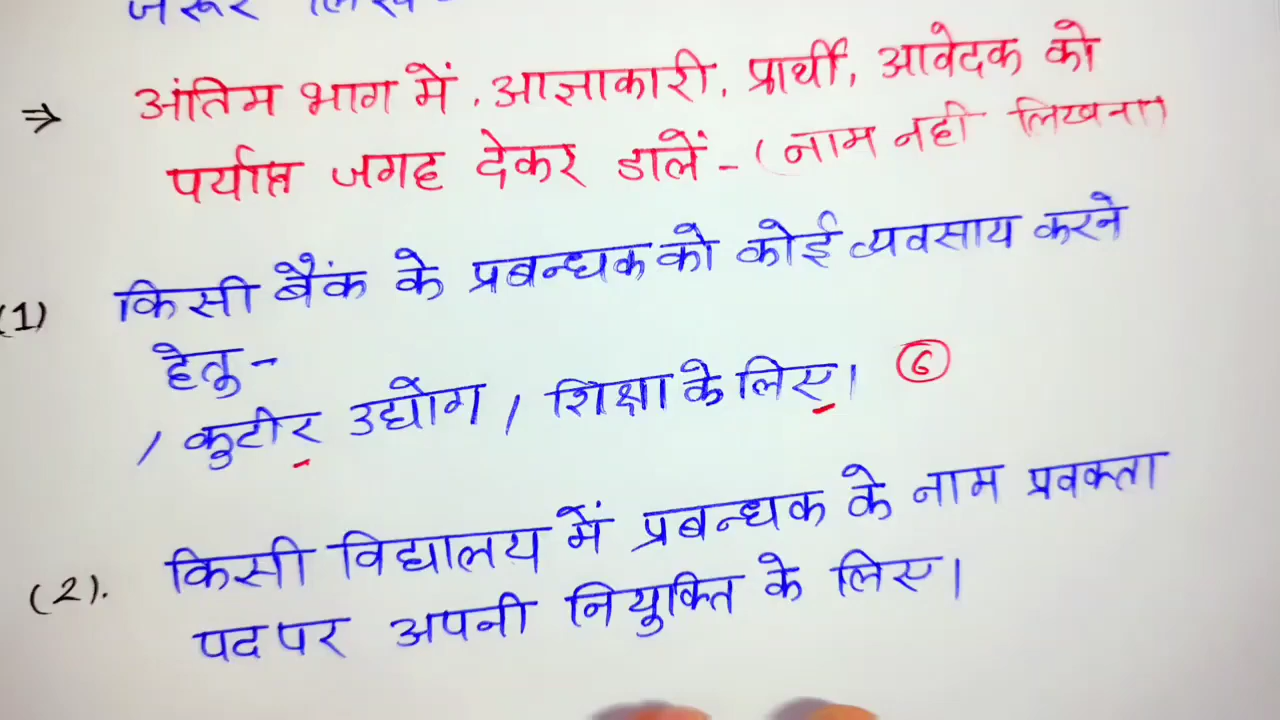 जरूर लिखे
⇒ अंतिम भाग में, आज्ञाकारी, प्रार्थी, आवेदक को
पर्याप्त जगह देकर डालें - (नाम नही लिखना)
(1) किसी बैंक के प्रबन्धक को कोई व्यवसाय करने
हेतु -
/ कुटीर उद्योग / शिक्षा के लिए। 6
(2). किसी विद्यालय में प्रबन्धक के नाम प्रवक्ता
पद पर अपनी नियुक्ति के लिए।